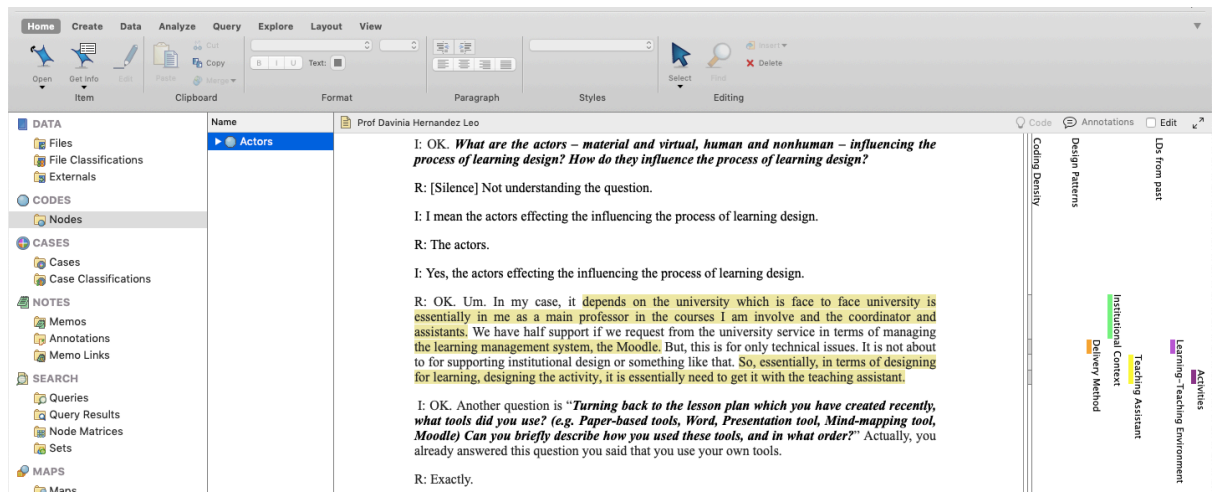 Home Create Data Analyze Query Explore Layout View
Cut
Copy
Paste
Merge
B I U Text:
Insert
Delete
Open
Get Info
Edit
Select
Find
Item Clipboard Format Paragraph Styles Editing
DATA
Files
File Classifications
Externals
CODES
Nodes
CASES
Cases
Case Classifications
NOTES
Memos
Annotations
Memo Links
SEARCH
Queries
Query Results
Node Matrices
Sets
MAPS
Maps
Name
Actors
Prof Davinia Hernandez Leo
Code Annotations Edit
I: OK. What are the actors – material and virtual, human and nonhuman – influencing the
process of learning design? How do they influence the process of learning design?
R: [Silence] Not understanding the question.
I: I mean the actors effecting the influencing the process of learning design.
R: The actors.
I: Yes, the actors effecting the influencing the process of learning design.
R: OK. Um. In my case, it depends on the university which is face to face university is
essentially in me as a main professor in the courses I am involve and the coordinator and
assistants. We have half support if we request from the university service in terms of managing
the learning management system, the Moodle. But, this is for only technical issues. It is not about
to for supporting institutional design or something like that. So, essentially, in terms of designing
for learning, designing the activity, it is essentially need to get it with the teaching assistant.
I: OK. Another question is “Turning back to the lesson plan which you have created recently,
what tools did you use? (e.g. Paper-based tools, Word, Presentation tool, Mind-mapping tool,
Moodle) Can you briefly describe how you used these tools, and in what order?” Actually, you
already answered this question you said that you use your own tools.
R: Exactly.
Coding Density
Design Patterns
LDs from past
Institutional Context
Delivery Method
Teaching Assistant
Learning-Teaching Environment
Activities